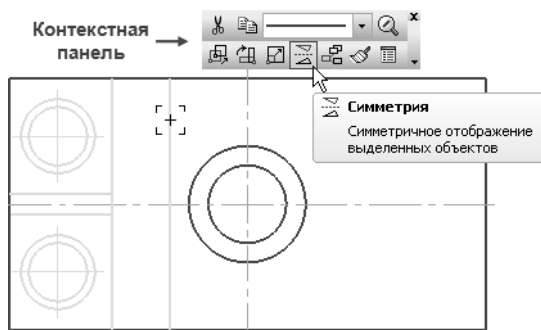 Контекстная
панель
Симметрия
Симметричное отображение
выделенных объектов